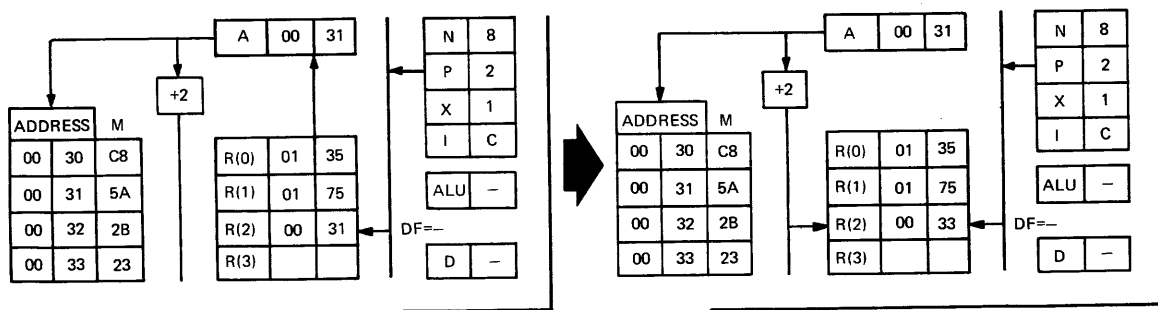 A 00 31
+2
ADDRESS M
00 30 C8
00 31 5A
00 32 2B
00 33 23
R(0) 01 35
R(1) 01 75
R(2) 00 31
R(3)
N 8
P 2
X 1
I C
ALU –
DF=–
D –
A 00 31
+2
ADDRESS M
00 30 C8
00 31 5A
00 32 2B
00 33 23
R(0) 01 35
R(1) 01 75
R(2) 00 33
R(3)
N 8
P 2
X 1
I C
ALU –
DF=–
D –